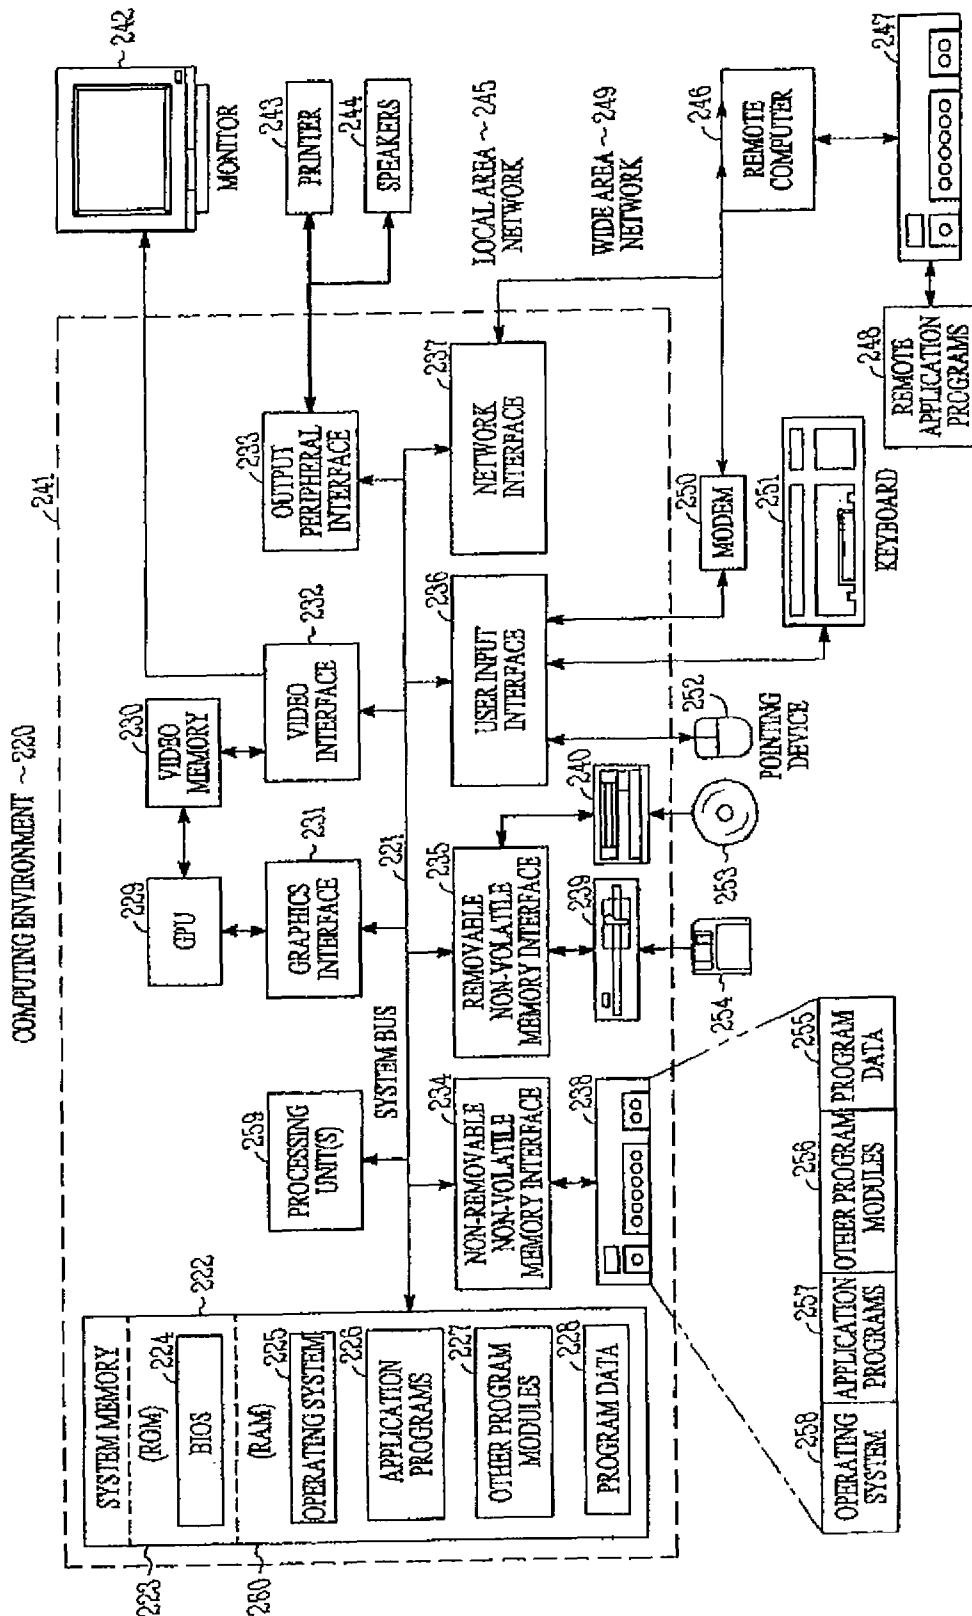 COMPUTING ENVIRONMENT ~ 220
241
SYSTEM MEMORY
222
223
(ROM)
224
BIOS
260
(RAM)
225
OPERATING SYSTEM
226
APPLICATION
PROGRAMS
227
OTHER PROGRAM
MODULES
228
PROGRAM DATA
259
PROCESSING
UNIT(S)
SYSTEM BUS
221
229
GPU
230
VIDEO
MEMORY
231
GRAPHICS
INTERFACE
232
VIDEO
INTERFACE
233
OUTPUT
PERIPHERAL
INTERFACE
234
NON-REMOVABLE
NON-VOLATILE
MEMORY INTERFACE
235
REMOVABLE
NON-VOLATILE
MEMORY INTERFACE
236
USER INPUT
INTERFACE
237
NETWORK
INTERFACE
238
239
240
242
MONITOR
243
PRINTER
244
SPEAKERS
LOCAL AREA ~ 245
NETWORK
WIDE AREA ~ 249
NETWORK
246
REMOTE
COMPUTER
247
248
REMOTE
APPLICATION
PROGRAMS
250
MODEM
251
KEYBOARD
252
POINTING
DEVICE
253
254
258
OPERATING
SYSTEM
257
APPLICATION
PROGRAMS
256
OTHER PROGRAM
MODULES
255
PROGRAM
DATA